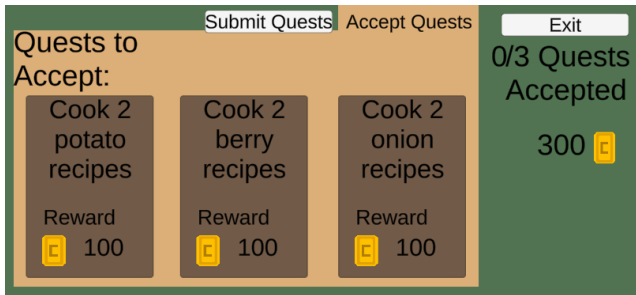 Submit Quests
Accept Quests
Exit
Quests to
Accept:
0/3 Quests
Accepted
300
Cook 2
potato
recipes
Reward
100
Cook 2
berry
recipes
Reward
100
Cook 2
onion
recipes
Reward
100